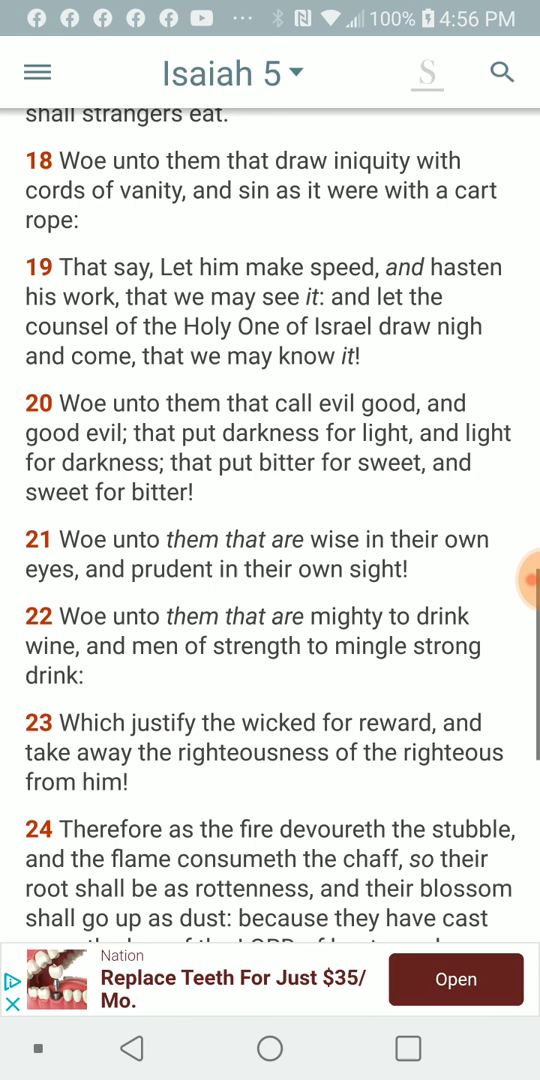 100% 4:56 PM
Isaiah 5
S
shall strangers eat.
18 Woe unto them that draw iniquity with
cords of vanity, and sin as it were with a cart
rope:
19 That say, Let him make speed, and hasten
his work, that we may see it: and let the
counsel of the Holy One of Israel draw nigh
and come, that we may know it!
20 Woe unto them that call evil good, and
good evil; that put darkness for light, and light
for darkness; that put bitter for sweet, and
sweet for bitter!
21 Woe unto them that are wise in their own
eyes, and prudent in their own sight!
22 Woe unto them that are mighty to drink
wine, and men of strength to mingle strong
drink:
23 Which justify the wicked for reward, and
take away the righteousness of the righteous
from him!
24 Therefore as the fire devoureth the stubble,
and the flame consumeth the chaff, so their
root shall be as rottenness, and their blossom
shall go up as dust: because they have cast
Nation
Replace Teeth For Just $35/
Mo.
Open